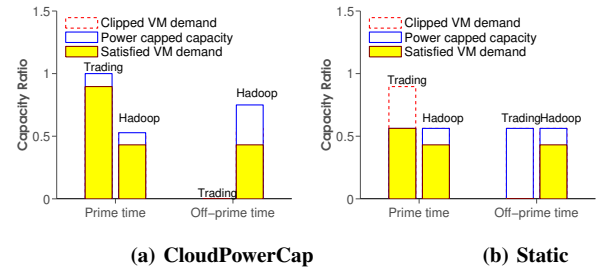 1.5
1
0.5
0
Capacity Ratio
Clipped VM demand
Power capped capacity
Satisfied VM demand
Trading
Hadoop
Trading
Hadoop
Prime time
Off-prime time
(a) CloudPowerCap
1.5
1
0.5
0
Capacity Ratio
Clipped VM demand
Power capped capacity
Satisfied VM demand
Trading
Hadoop
Trading
Hadoop
Prime time
Off-prime time
(b) Static